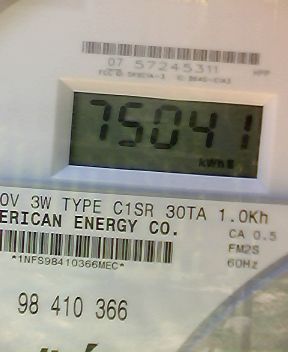 07 57245311
75041
kWh
0V 3W TYPE C1SR 30TA 1.0Kh
ERICAN ENERGY CO.
CA 0.5
FM2S
60Hz
*1NFS98410366MEC*
98 410 366